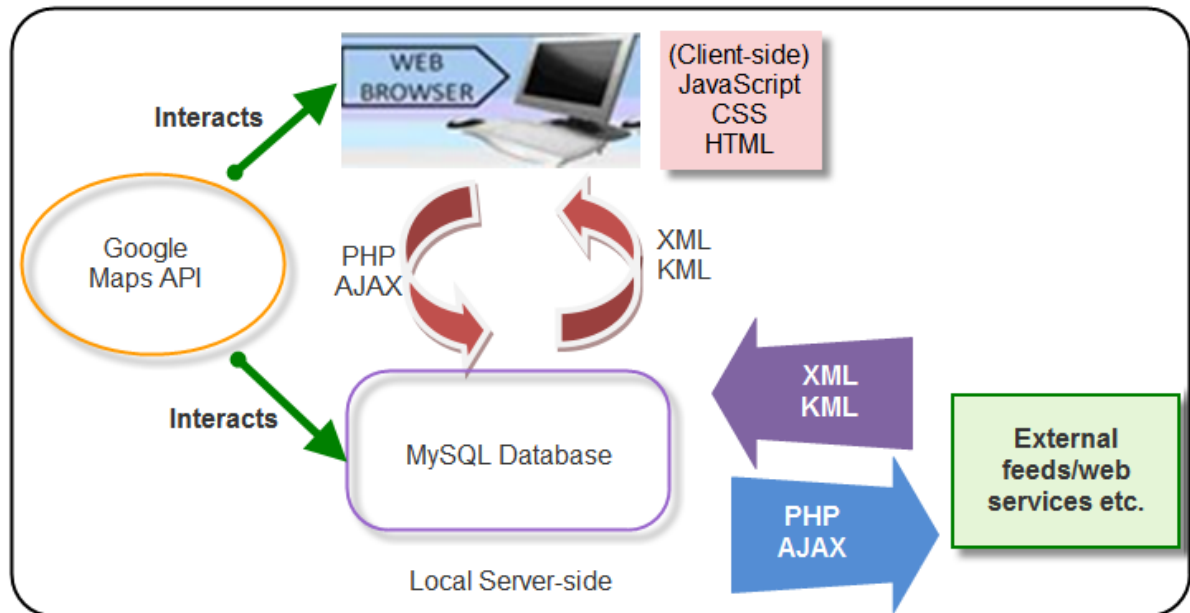 WEB
BROWSER
(Client-side)
JavaScript
CSS
HTML
Interacts
Google
Maps API
PHP
AJAX
XML
KML
Interacts
MySQL Database
XML
KML
External
feeds/web
services etc.
PHP
AJAX
Local Server-side